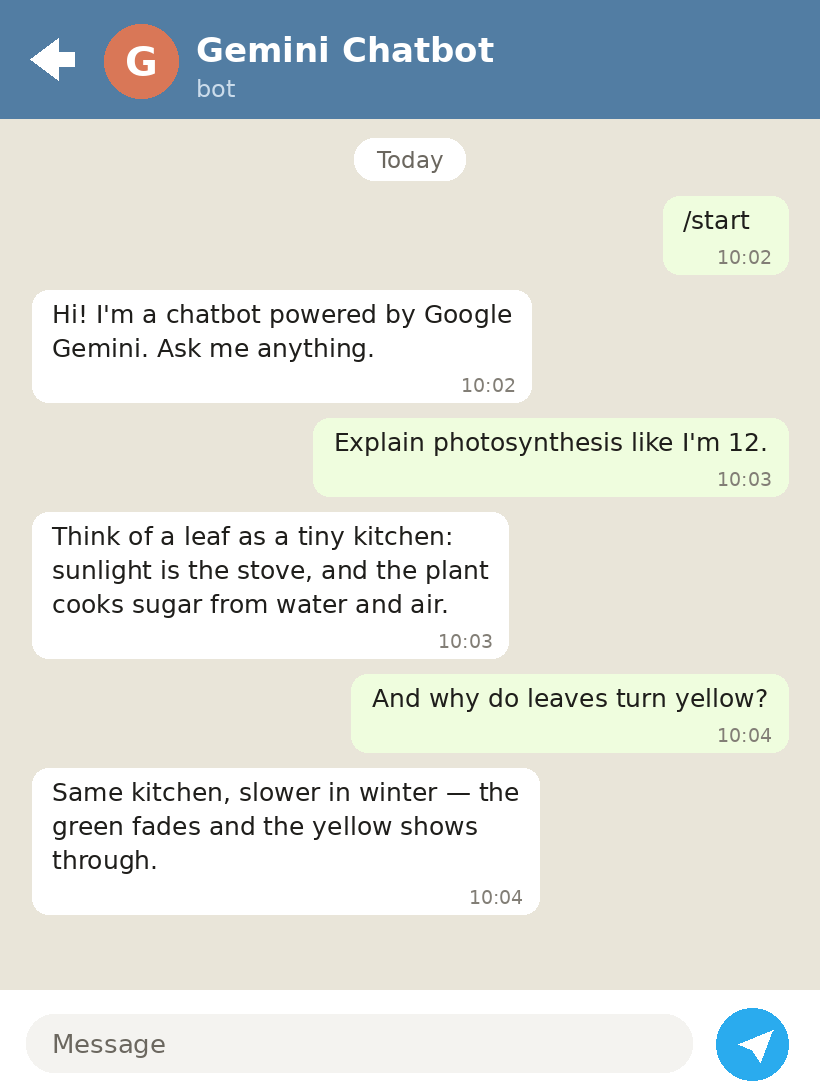 G
Gemini Chatbot
bot
Today
/start
10:02
Hi! I'm a chatbot powered by Google
Gemini. Ask me anything.
10:02
Explain photosynthesis like I'm 12.
10:03
Think of a leaf as a tiny kitchen:
sunlight is the stove, and the plant
cooks sugar from water and air.
10:03
And why do leaves turn yellow?
10:04
Same kitchen, slower in winter — the
green fades and the yellow shows
through.
10:04
Message